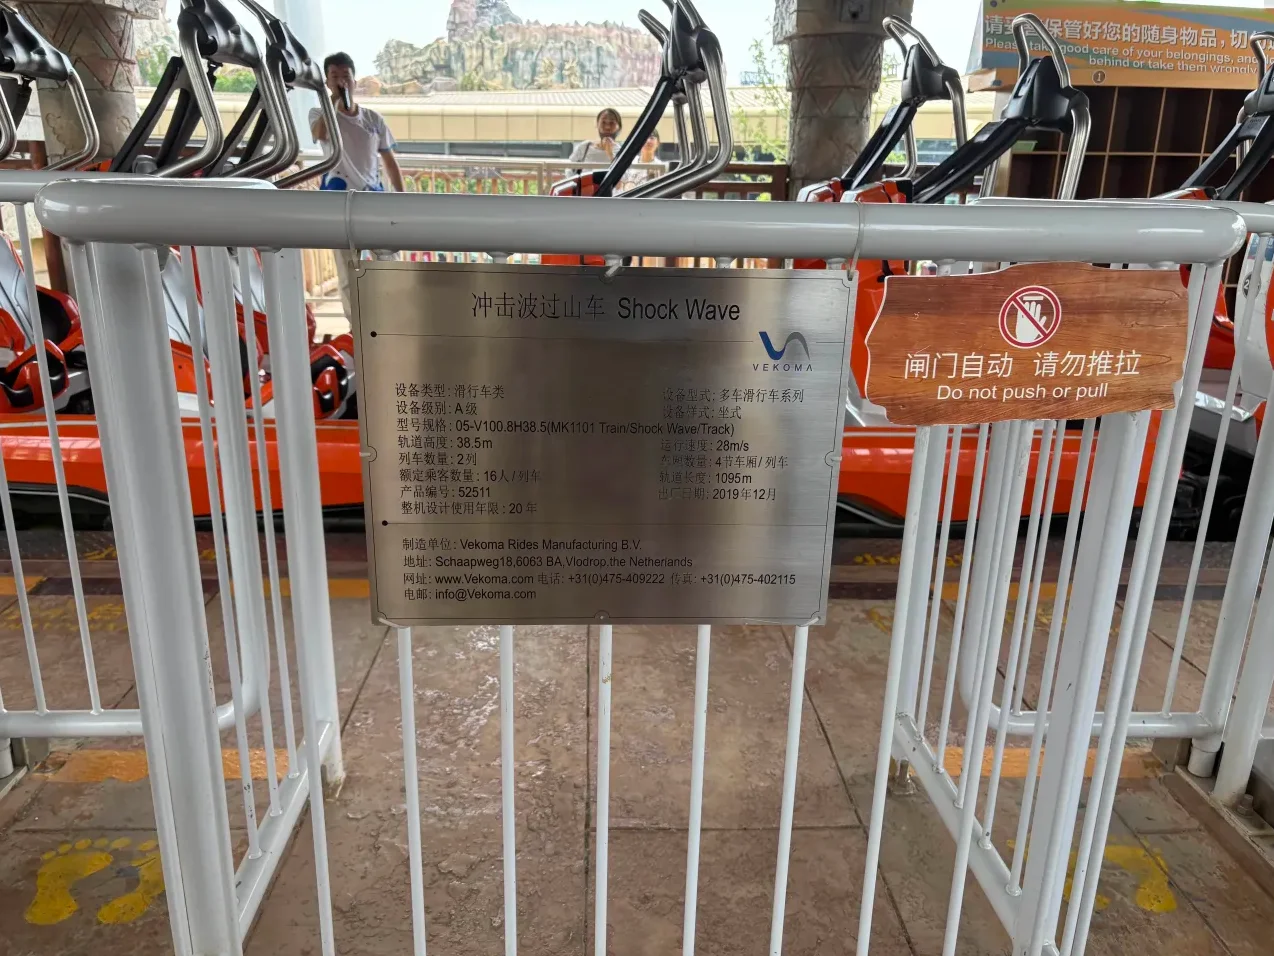 请妥善保管好您的随身物品，切勿
Please take good care of your belongings, and
behind or take them wrongly
冲击波过山车 Shock Wave
VEKOMA
设备类型: 滑行车类 设备型式: 多车滑行车系列
设备级别: A级 设备详式: 坐式
型号规格: 05-V100.8H38.5(MK1101 Train/Shock Wave/Track)
轨道高度: 38.5m 运行速度: 28m/s
列车数量: 2列 车厢数量: 4节车厢/列车
额定乘客数量: 16人/列车 轨道长度: 1095m
产品编号: 52511 出厂日期: 2019年12月
整机设计使用年限: 20年
制造单位: Vekoma Rides Manufacturing B.V.
地址: Schaapweg18,6063 BA,Vlodrop.the Netherlands
网址: www.Vekoma.com 电话: +31(0)475-409222 传真: +31(0)475-402115
电邮: info@Vekoma.com
闸门自动 请勿推拉
Do not push or pull